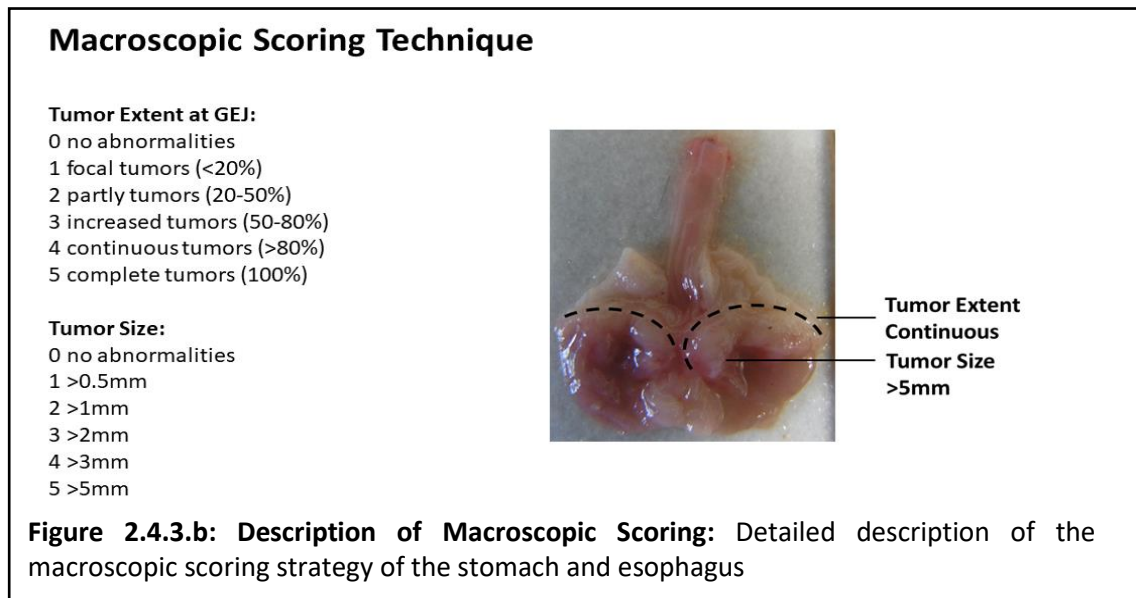 Macroscopic Scoring Technique
Tumor Extent at GEJ:
0 no abnormalities
1 focal tumors (<20%)
2 partly tumors (20-50%)
3 increased tumors (50-80%)
4 continuous tumors (>80%)
5 complete tumors (100%)
Tumor Size:
0 no abnormalities
1 >0.5mm
2 >1mm
3 >2mm
4 >3mm
5 >5mm
Tumor Extent
Continuous
Tumor Size
>5mm
Figure 2.4.3.b: Description of Macroscopic Scoring: Detailed description of the
macroscopic scoring strategy of the stomach and esophagus